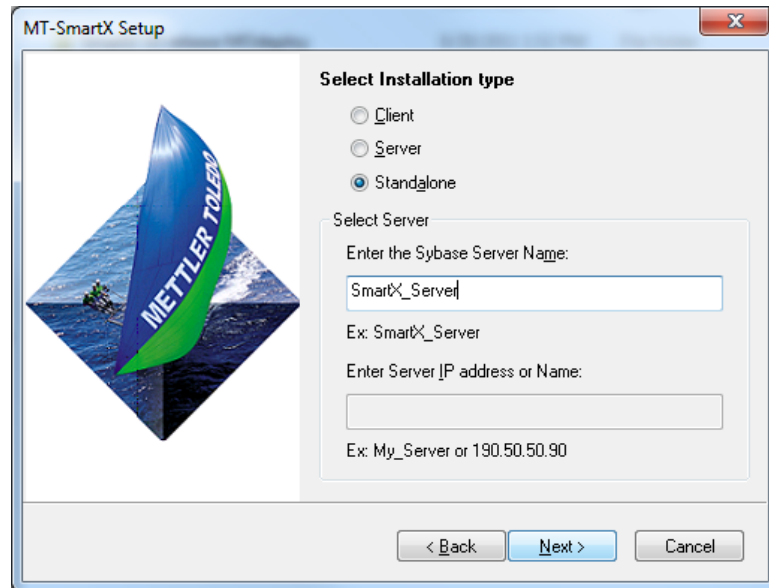 MT-SmartX Setup
Select Installation type
Client
Server
Standalone
METTLER TOLEDO
Select Server
Enter the Sybase Server Name:
SmartX_Server
Ex: SmartX_Server
Enter Server IP address or Name:
Ex: My_Server or 190.50.50.90
< Back
Next >
Cancel